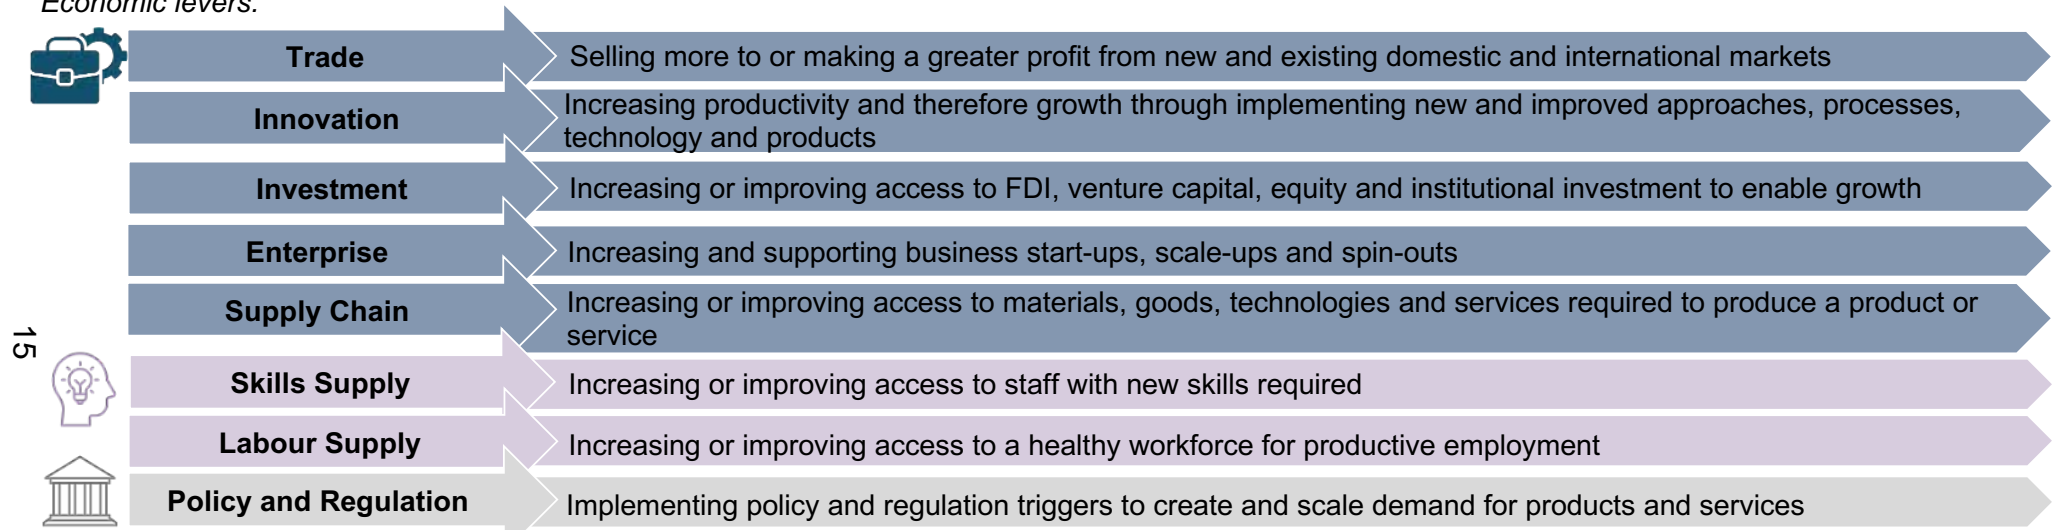 Economic levers:
Trade
Selling more to or making a greater profit from new and existing domestic and international markets
Innovation
Increasing productivity and therefore growth through implementing new and improved approaches, processes,
technology and products
Investment
Increasing or improving access to FDI, venture capital, equity and institutional investment to enable growth
Enterprise
Increasing and supporting business start-ups, scale-ups and spin-outs
Supply Chain
Increasing or improving access to materials, goods, technologies and services required to produce a product or
service
15
Skills Supply
Increasing or improving access to staff with new skills required
Labour Supply
Increasing or improving access to a healthy workforce for productive employment
Policy and Regulation
Implementing policy and regulation triggers to create and scale demand for products and services